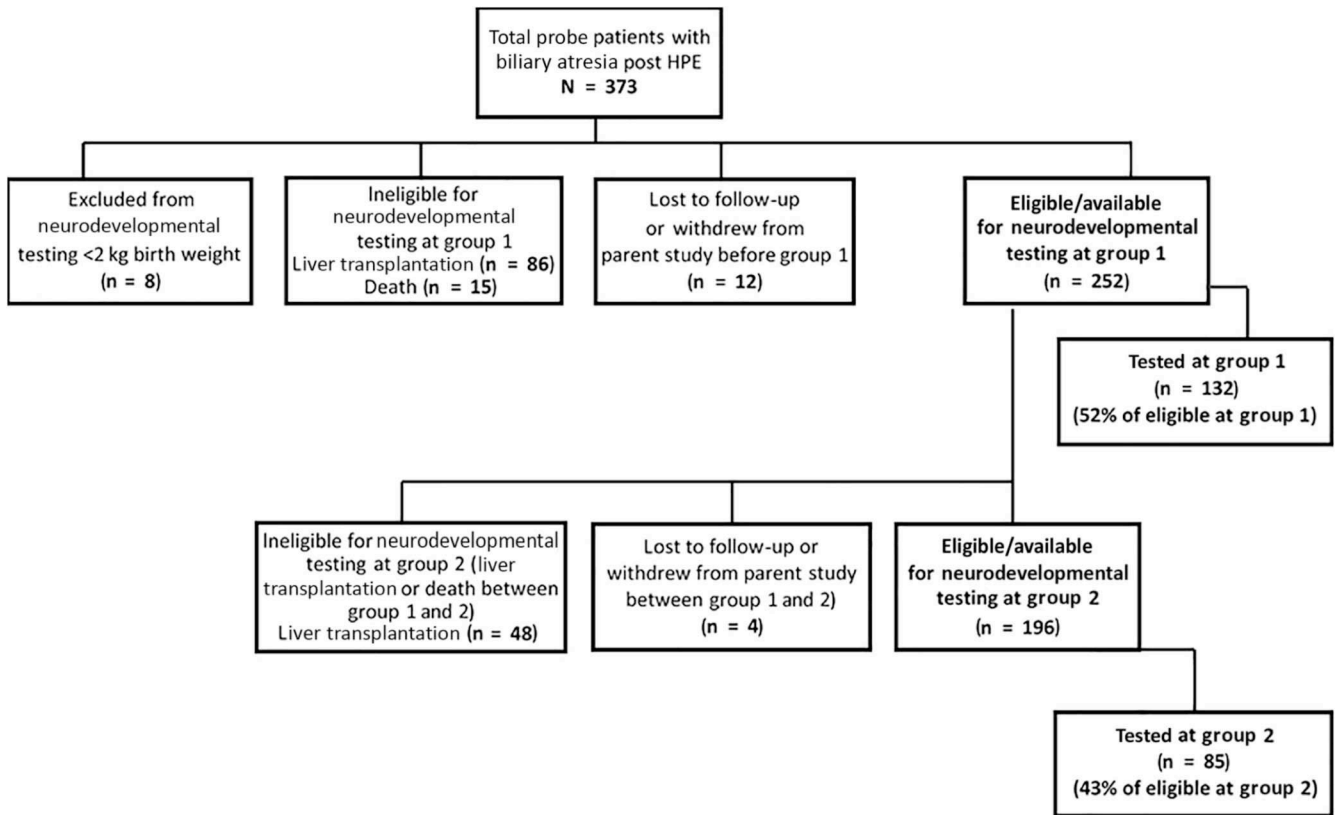 Total probe patients with
biliary atresia post HPE
N = 373
Excluded from
neurodevelopmental
testing <2 kg birth weight
(n = 8)
Ineligible for
neurodevelopmental
testing at group 1
Liver transplantation (n = 86)
Death (n = 15)
Lost to follow-up
or withdrew from
parent study before group 1
(n = 12)
Eligible/available
for neurodevelopmental
testing at group 1
(n = 252)
Tested at group 1
(n = 132)
(52% of eligible at group 1)
Ineligible for neurodevelopmental
testing at group 2 (liver
transplantation or death between
group 1 and 2)
Liver transplantation (n = 48)
Lost to follow-up or
withdrew from parent study
between group 1 and 2)
(n = 4)
Eligible/available
for neurodevelopmental
testing at group 2
(n = 196)
Tested at group 2
(n = 85)
(43% of eligible at group 2)